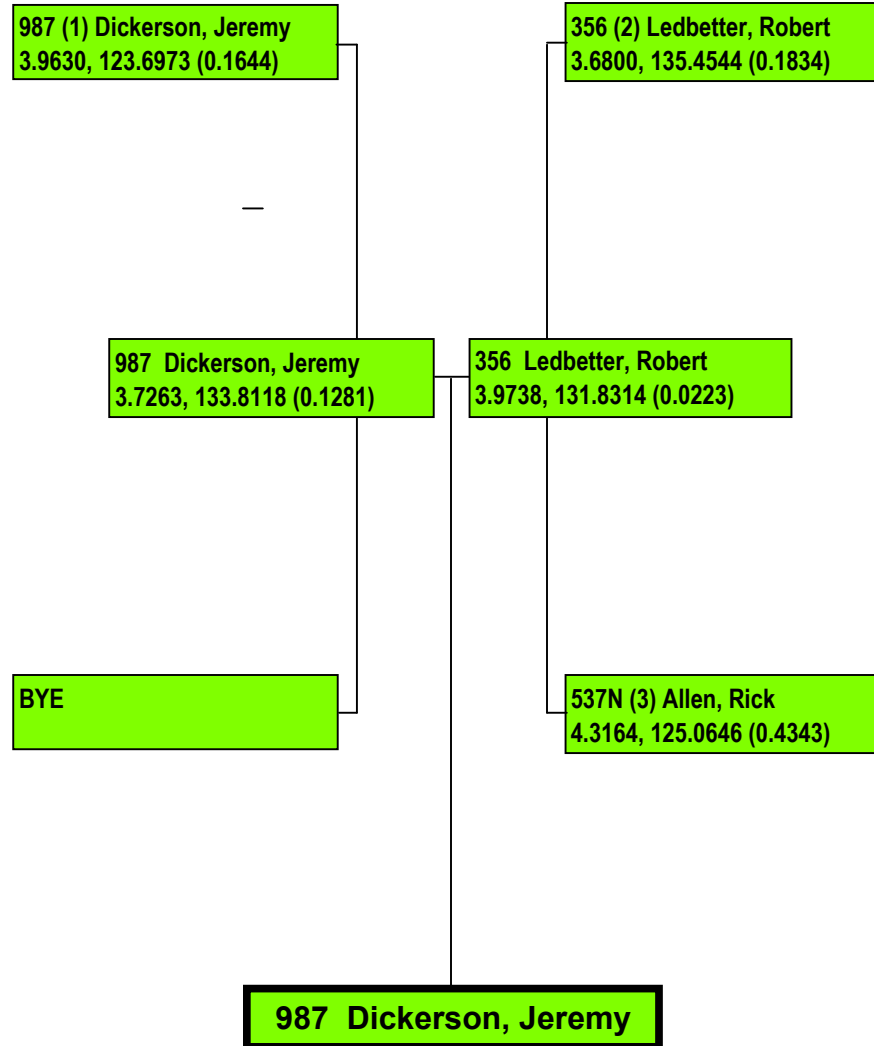 987 (1) Dickerson, Jeremy
3.9630, 123.6973 (0.1644)
356 (2) Ledbetter, Robert
3.6800, 135.4544 (0.1834)
987 Dickerson, Jeremy
3.7263, 133.8118 (0.1281)
356 Ledbetter, Robert
3.9738, 131.8314 (0.0223)
BYE
537N (3) Allen, Rick
4.3164, 125.0646 (0.4343)
987 Dickerson, Jeremy